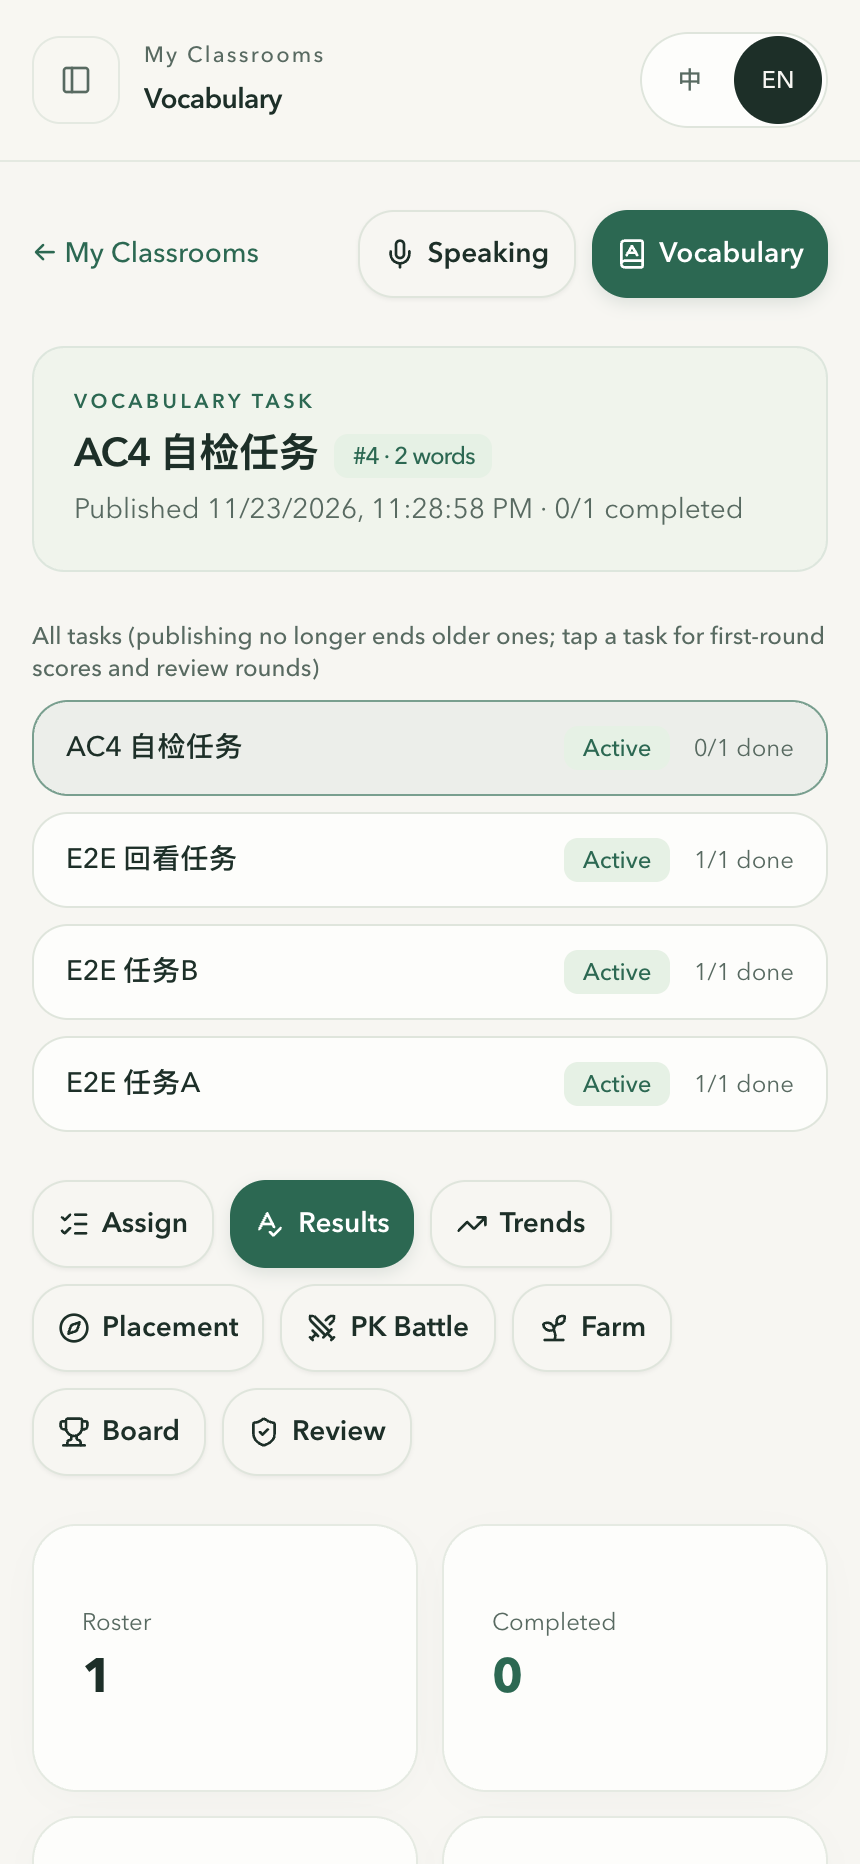 My Classrooms
Vocabulary
中 EN
← My Classrooms
Speaking
Vocabulary
VOCABULARY TASK
AC4 自检任务 #4 · 2 words
Published 11/23/2026, 11:28:58 PM · 0/1 completed
All tasks (publishing no longer ends older ones; tap a task for first-round
scores and review rounds)
AC4 自检任务 Active 0/1 done
E2E 回看任务 Active 1/1 done
E2E 任务B Active 1/1 done
E2E 任务A Active 1/1 done
Assign Results Trends
Placement PK Battle Farm
Board Review
Roster Completed
1 0